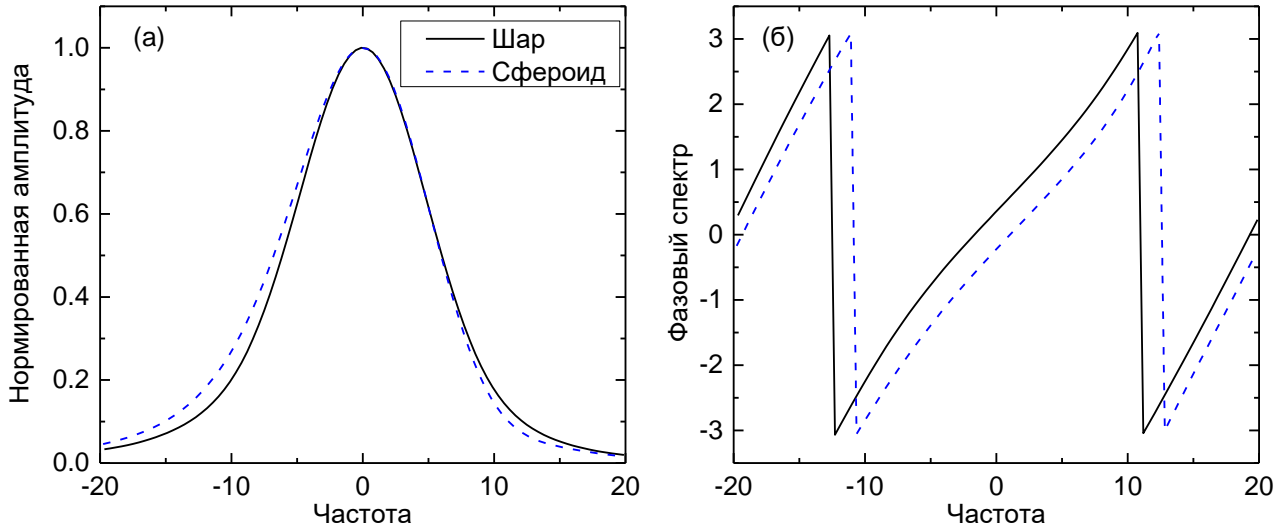 (а)
Шар
Сфероид
Нормированная амплитуда
1.0
0.8
0.6
0.4
0.2
0.0
-20
-10
0
10
20
Частота
(б)
Фазовый спектр
3
2
1
0
-1
-2
-3
-20
-10
0
10
20
Частота